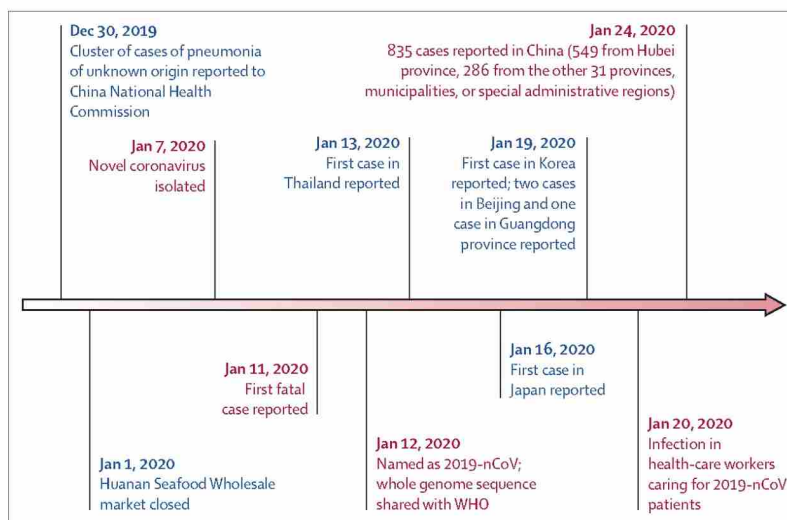 Dec 30, 2019
Cluster of cases of pneumonia
of unknown origin reported to
China National Health
Commission
Jan 24, 2020
835 cases reported in China (549 from Hubei
province, 286 from the other 31 provinces,
municipalities, or special administrative regions)
Jan 7, 2020
Novel coronavirus
isolated
Jan 13, 2020
First case in
Thailand reported
Jan 19, 2020
First case in Korea
reported; two cases
in Beijing and one
case in Guangdong
province reported
Jan 11, 2020
First fatal
case reported
Jan 16, 2020
First case in
Japan reported
Jan 1, 2020
Huanan Seafood Wholesale
market closed
Jan 12, 2020
Named as 2019-nCoV;
whole genome sequence
shared with WHO
Jan 20, 2020
Infection in
health-care workers
caring for 2019-nCoV
patients